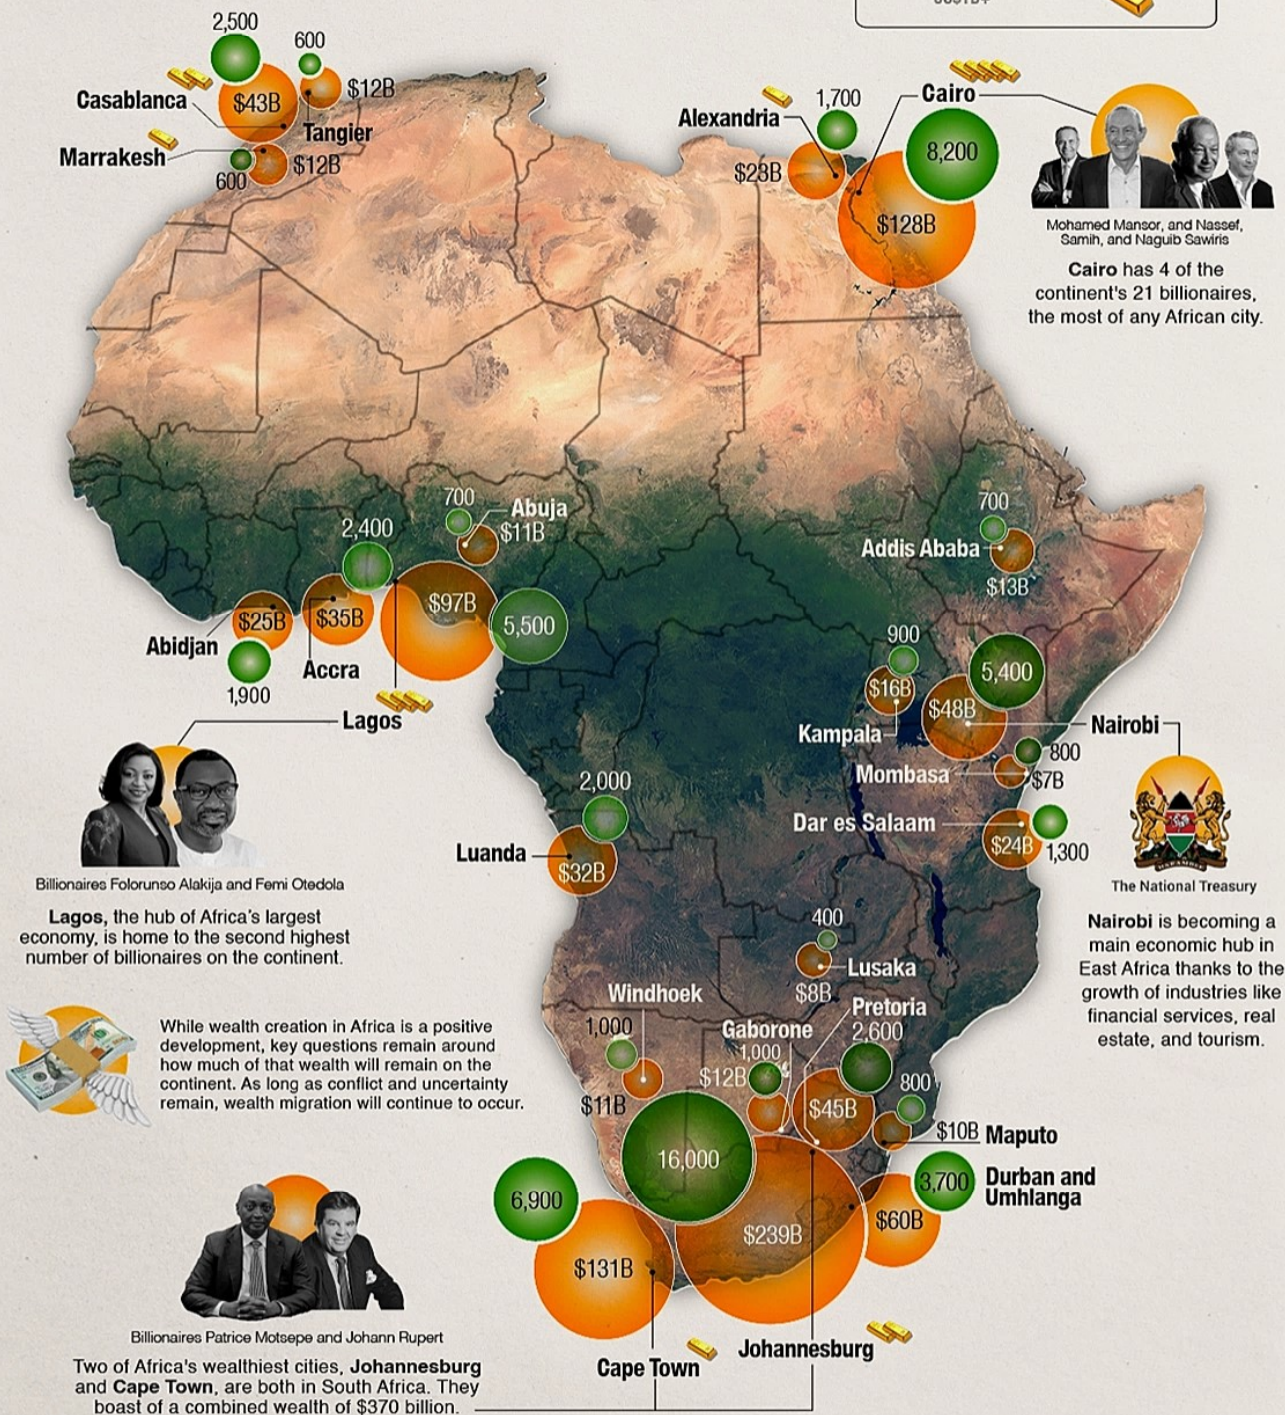 2,500
600
$43B
$12B
Casablanca
Tangier
Marrakesh
$12B
600
Cairo
1,700
Alexandria
8,200
$23B
$128B
Mohamed Mansor, and Nassef,
Samih, and Naguib Sawiris
Cairo has 4 of the
continent's 21 billionaires,
the most of any African city.
700
Abuja
$11B
2,400
700
Addis Ababa
$13B
$97B
$25B
$35B
5,500
Abidjan
Accra
1,900
Lagos
900
5,400
$16B
$48B
Kampala
Nairobi
800
Mombasa
$7B
2,000
Dar es Salaam
$24B
1,300
Luanda
$32B
Billionaires Folorunso Alakija and Femi Otedola
Lagos, the hub of Africa's largest
economy, is home to the second highest
number of billionaires on the continent.
The National Treasury
Nairobi is becoming a
main economic hub in
East Africa thanks to the
growth of industries like
financial services, real
estate, and tourism.
400
Lusaka
$8B
Windhoek
Pretoria
1,000
Gaborone
2,600
1,000
$12B
800
$11B
$45B
$10B
Maputo
While wealth creation in Africa is a positive
development, key questions remain around
how much of that wealth will remain on the
continent. As long as conflict and uncertainty
remain, wealth migration will continue to occur.
16,000
3,700
Durban and
Umhlanga
6,900
$60B
$239B
$131B
Johannesburg
Cape Town
Billionaires Patrice Motsepe and Johann Rupert
Two of Africa's wealthiest cities, Johannesburg
and Cape Town, are both in South Africa. They
boast of a combined wealth of $370 billion.